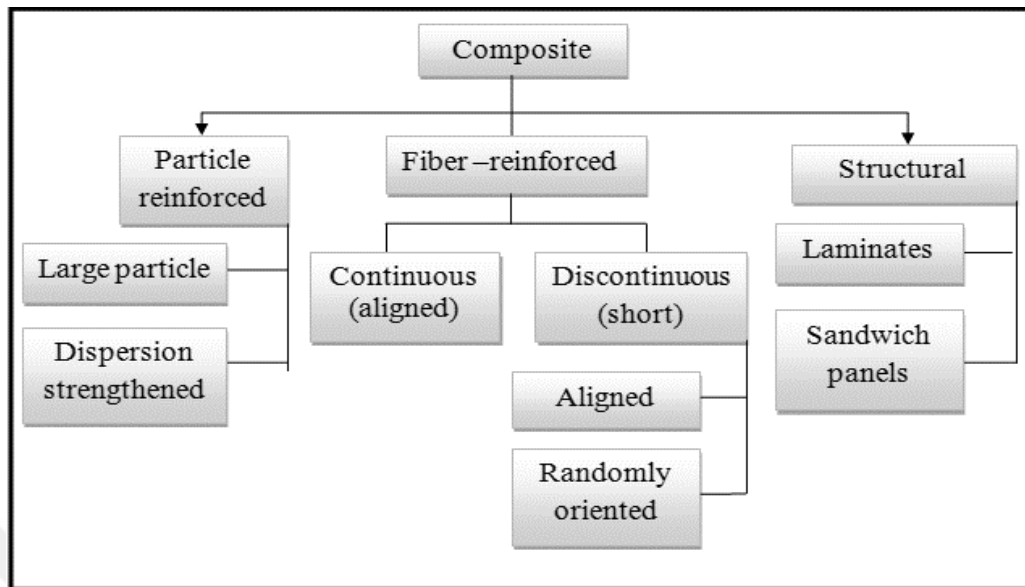 Composite
Particle
reinforced
Fiber –reinforced
Structural
Large particle
Dispersion
strengthened
Continuous
(aligned)
Discontinuous
(short)
Aligned
Randomly
oriented
Laminates
Sandwich
panels